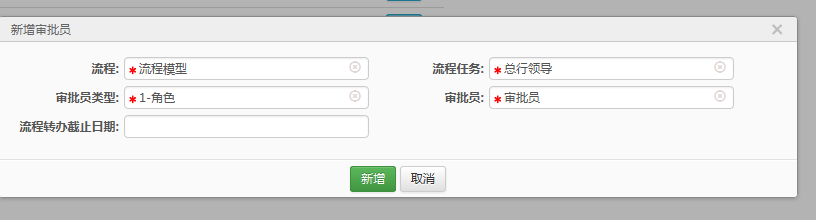 新增审批员
流程: *流程模型 流程任务: *总行领导
审批员类型: *1-角色 审批员: *审批员
流程转办截止日期:
新增 取消